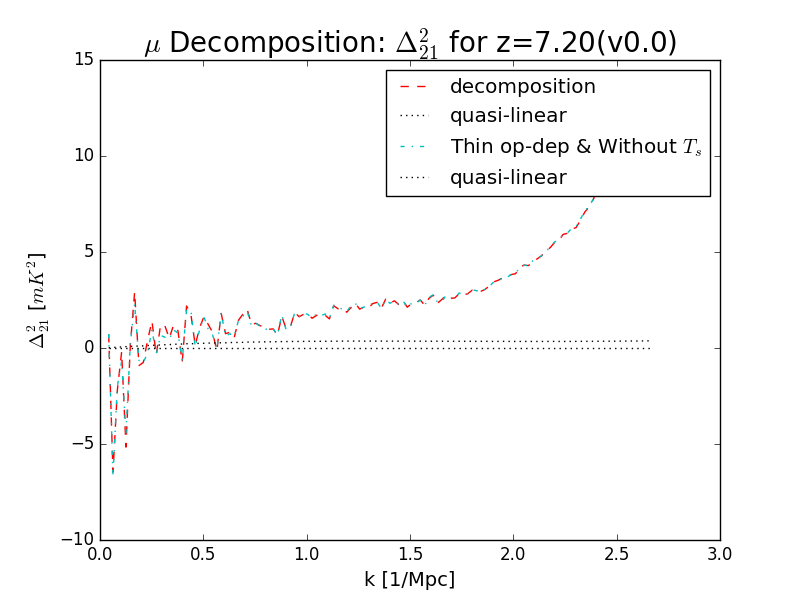 μ Decomposition: Δ²₂₁ for z=7.20(v0.0)
15
10
5
0
−5
−10
Δ²₂₁ [mK²]
decomposition
quasi-linear
Thin op-dep & Without Tₛ
quasi-linear
0.0 0.5 1.0 1.5 2.0 2.5 3.0
k [1/Mpc]